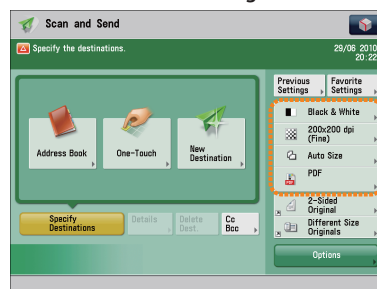 Scan and Send
Specify the destinations.
29/06 2010
20:22
Previous
Settings
Favorite
Settings
Address Book
One-Touch
New
Destination
Black & White
200x200 dpi
(Fine)
Auto Size
PDF
2-Sided
Original
Different Size
Originals
Specify
Destinations
Details
Delete
Dest.
Cc
Bcc
Options